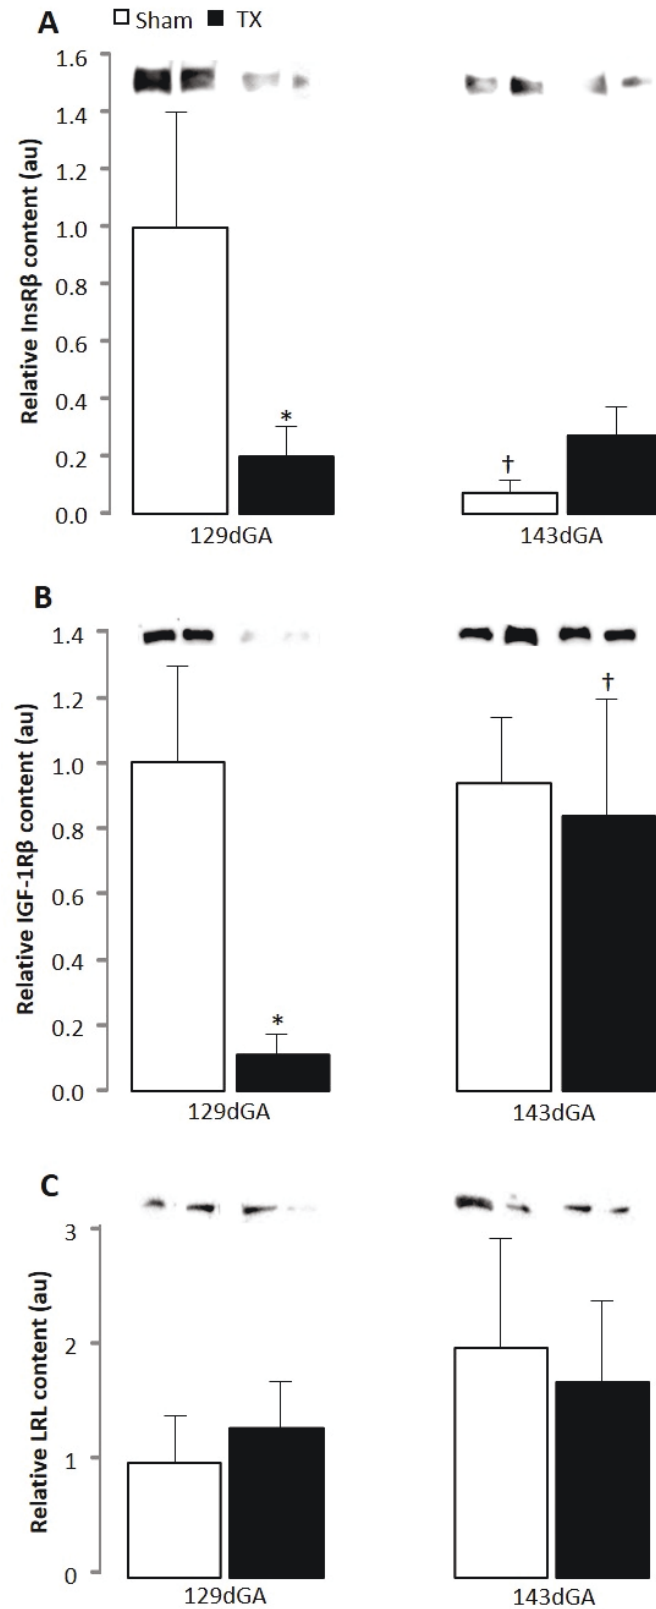 A
Sham TX
Relative InsRβ content (au)
1.6
1.4
1.2
1.0
0.8
0.6
0.4
0.2
0.0
*
†
129dGA 143dGA
B
Relative IGF-1Rβ content (au)
1.4
1.2
1.0
0.8
0.6
0.4
0.2
0.0
†
*
129dGA 143dGA
C
Relative LRL content (au)
3
2
1
0
129dGA 143dGA